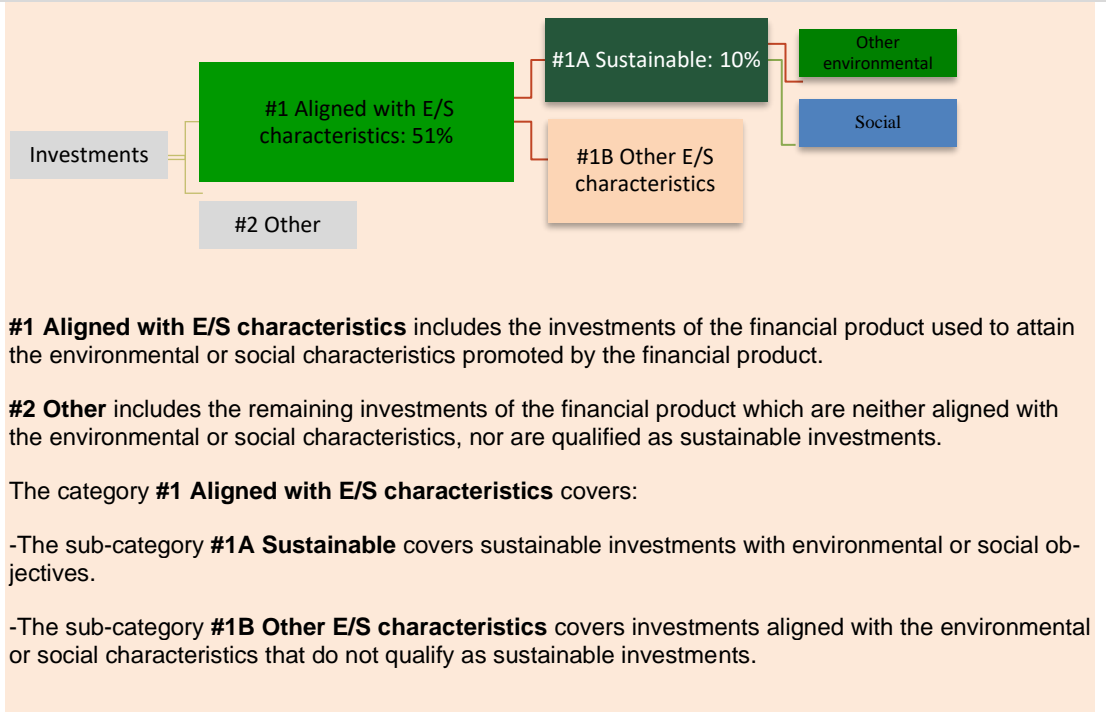 Investments
#1 Aligned with E/S
characteristics: 51%
#2 Other
#1A Sustainable: 10%
#1B Other E/S
characteristics
Other
environmental
Social
#1 Aligned with E/S characteristics includes the investments of the financial product used to attain
the environmental or social characteristics promoted by the financial product.
#2 Other includes the remaining investments of the financial product which are neither aligned with
the environmental or social characteristics, nor are qualified as sustainable investments.
The category #1 Aligned with E/S characteristics covers:
-The sub-category #1A Sustainable covers sustainable investments with environmental or social ob-
jectives.
-The sub-category #1B Other E/S characteristics covers investments aligned with the environmental
or social characteristics that do not qualify as sustainable investments.